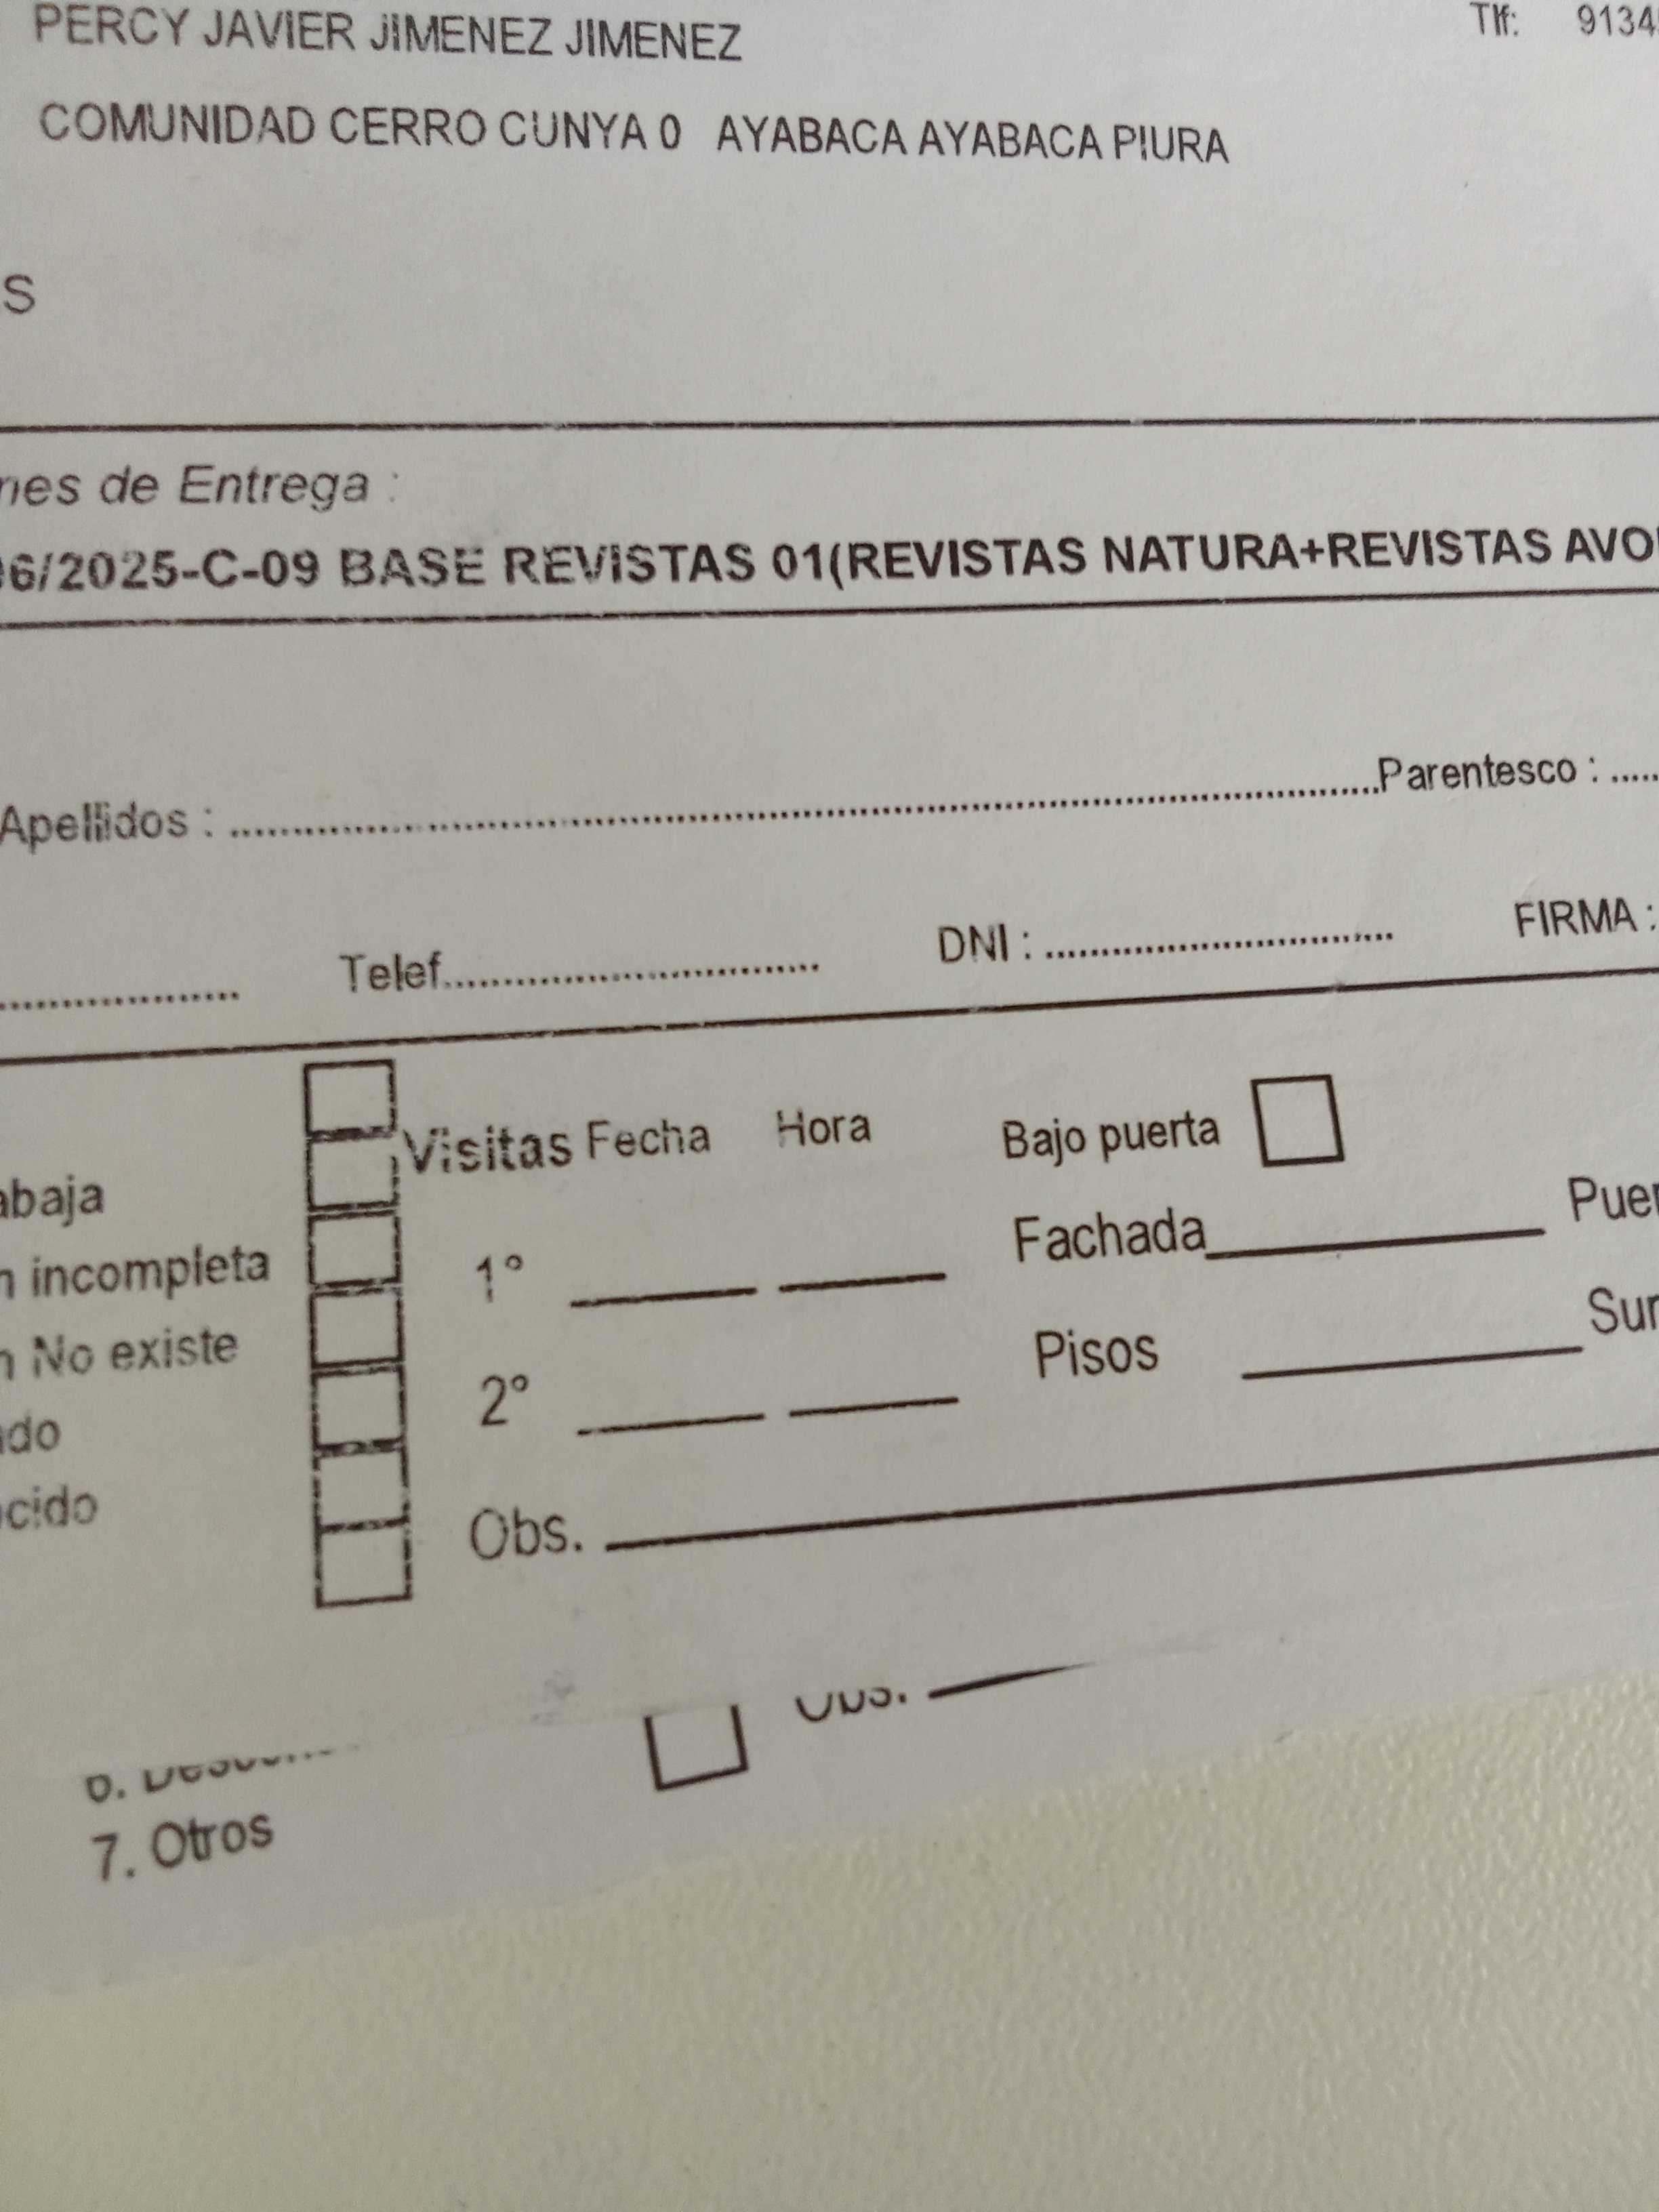 PERCY JAVIER JIMENEZ JIMENEZ Tlf: 9134
COMUNIDAD CERRO CUNYA 0 AYABACA AYABACA PIURA
S
nes de Entrega :
6/2025-C-09 BASE REVISTAS 01(REVISTAS NATURA+REVISTAS AVO
Apellidos : Parentesco :
Telef. DNI : FIRMA :
Visitas Fecha Hora Bajo puerta
abaja
Fachada Puer
n incompleta 1°
n No existe Pisos Sur
2°
do
cido
Obs.
Obs.
7. Otros